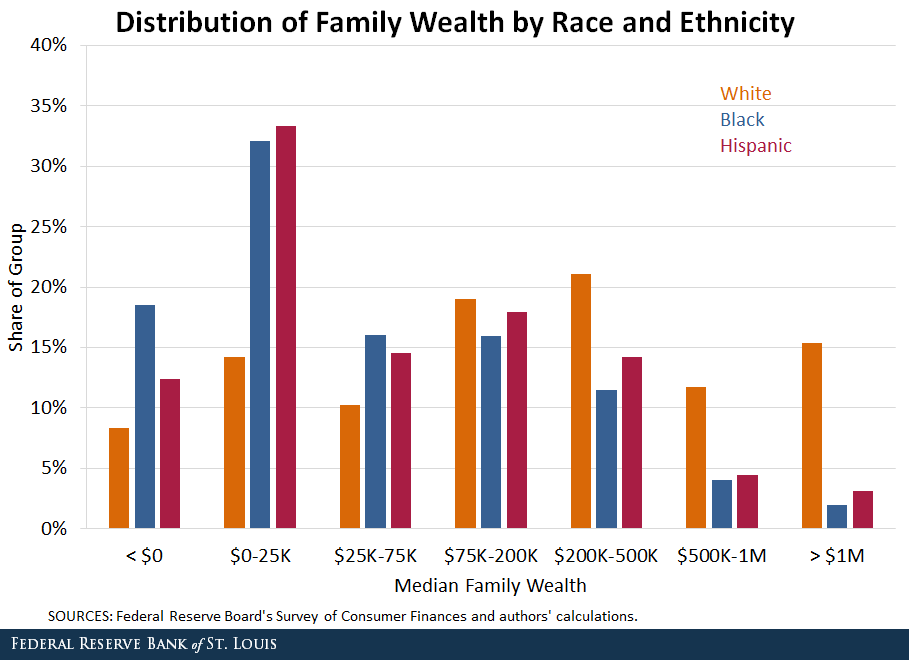 Distribution of Family Wealth by Race and Ethnicity
40%
35%
30%
25%
20%
15%
10%
5%
0%
Share of Group
White
Black
Hispanic
< $0
$0-25K
$25K-75K
$75K-200K
$200K-500K
$500K-1M
> $1M
Median Family Wealth
SOURCES: Federal Reserve Board's Survey of Consumer Finances and authors' calculations.
FEDERAL RESERVE BANK of ST. LOUIS